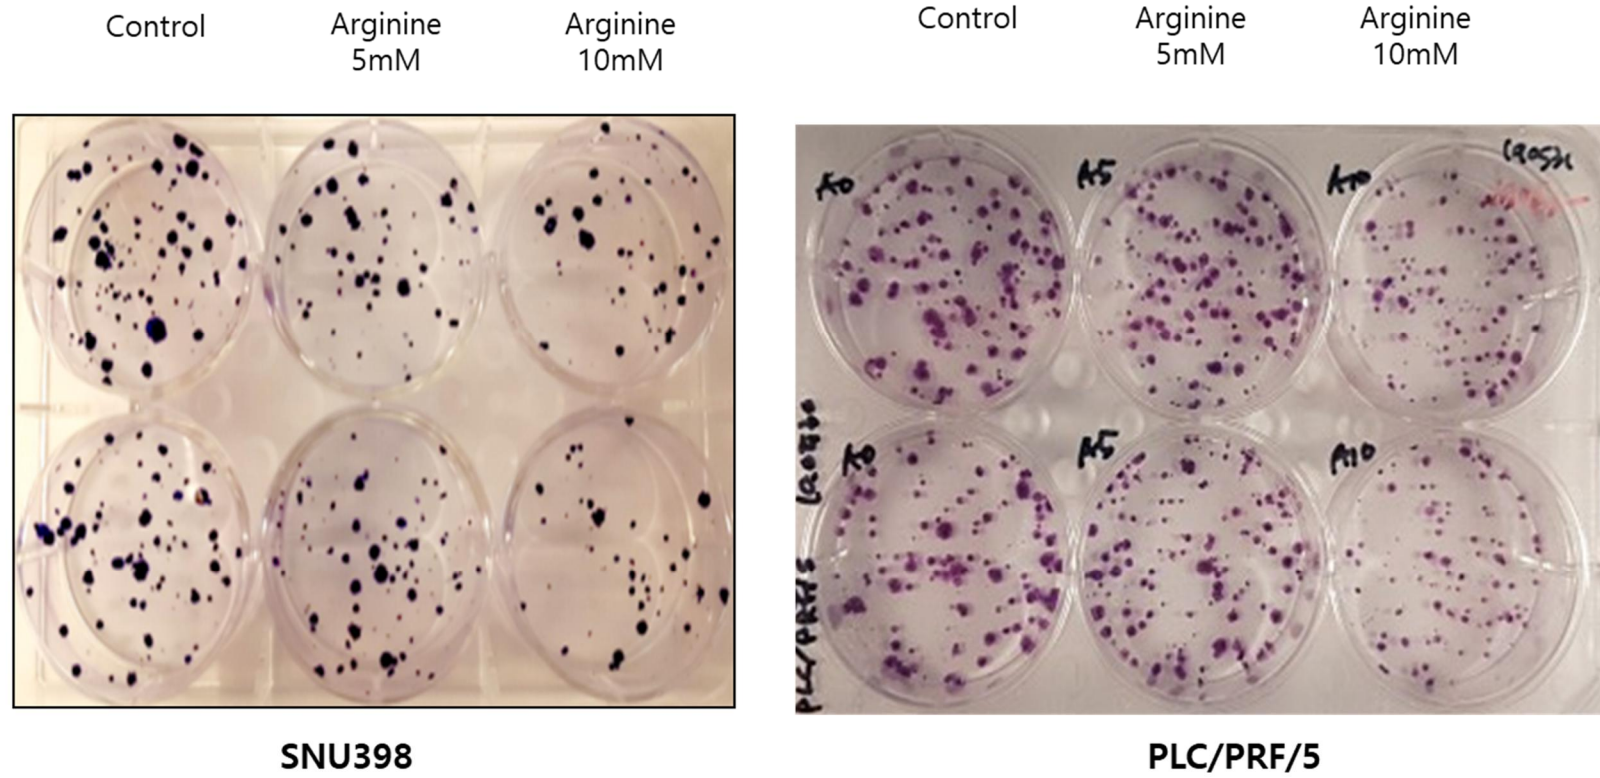 Control
Arginine
5mM
Arginine
10mM
Control
Arginine
5mM
Arginine
10mM
A0
A5
A10
A0
A5
A10
PLC/PRF/5
SNU398
PLC/PRF/5